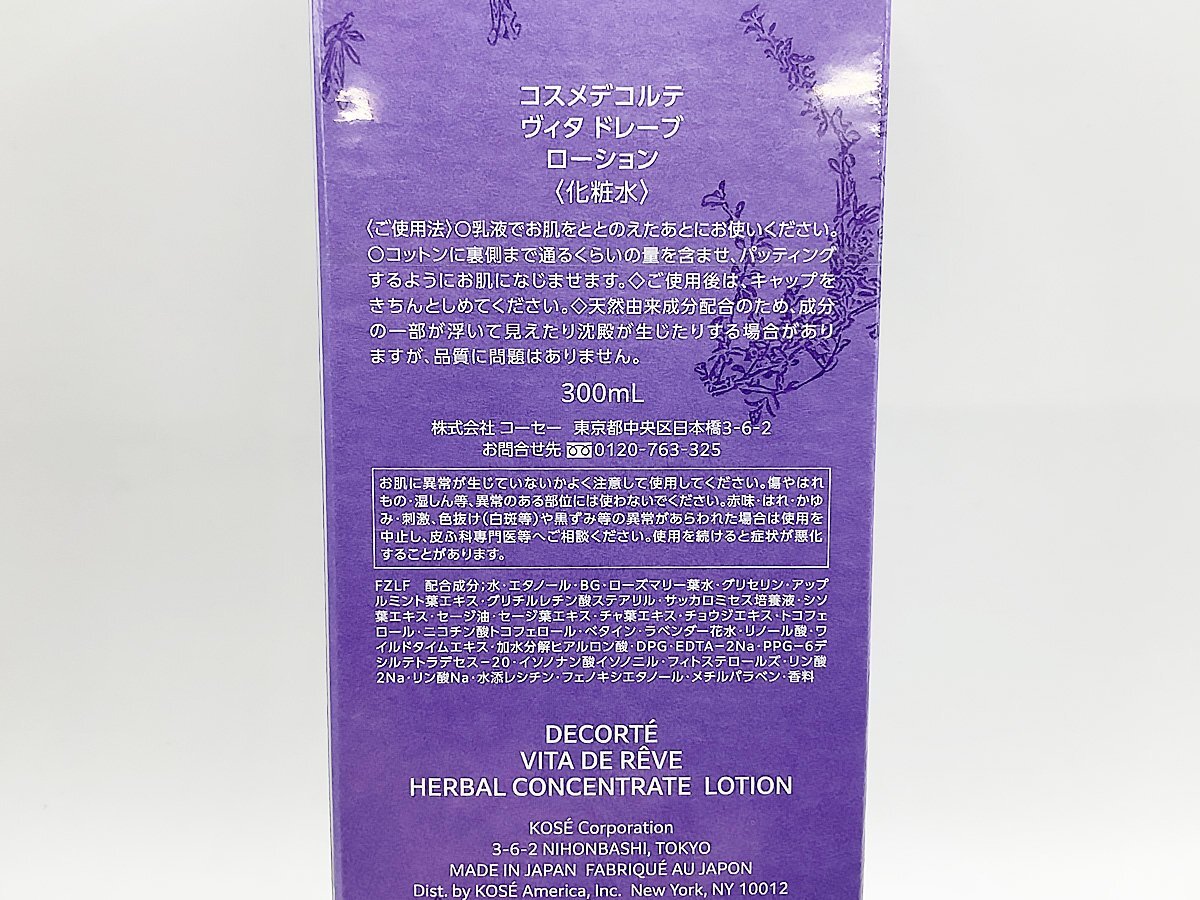 コスメデコルテ
ヴィタ ドレーブ
ローション
〈化粧水〉
〈ご使用法〉○乳液でお肌をととのえたあとにお使いください。
○コットンに裏側まで通るくらいの量を含ませ、パッティング
するようにお肌になじませます。◇ご使用後は、キャップを
きちんとしめてください。◇天然由来成分配合のため、成分
の一部が浮いて見えたり沈殿が生じたりする場合があり
ますが、品質に問題はありません。
300mL
株式会社 コーセー 東京都中央区日本橋3-6-2
お問合せ先 0120-763-325
お肌に異常が生じていないかよく注意して使用してください。傷やはれ
もの・湿しん等、異常のある部位には使わないでください。赤味・はれ・かゆ
み・刺激、色抜け(白斑等)や黒ずみ等の異常があらわれた場合は使用を
中止し、皮ふ科専門医等へご相談ください。使用を続けると症状が悪化
することがあります。
FZLF 配合成分;水・エタノール・BG・ローズマリー葉水・グリセリン・アップ
ルミント葉エキス・グリチルレチン酸ステアリル・サッカロミセス培養液・シソ
葉エキス・セージ油・セージ葉エキス・チャ葉エキス・チョウジエキス・トコフェ
ロール・ニコチン酸トコフェロール・ベタイン・ラベンダー花水・リノール酸・ワ
イルドタイムエキス・加水分解ヒアルロン酸・DPG・EDTA-2Na・PPG-6デ
シルテトラデセス-20・イソノナン酸イソノニル・フィトステロールズ・リン酸
2Na・リン酸Na・水添レシチン・フェノキシエタノール・メチルパラベン・香料
DECORTÉ
VITA DE RÊVE
HERBAL CONCENTRATE LOTION
KOSÉ Corporation
3-6-2 NIHONBASHI, TOKYO
MADE IN JAPAN FABRIQUÉ AU JAPON
Dist. by KOSÉ America, Inc. New York, NY 10012